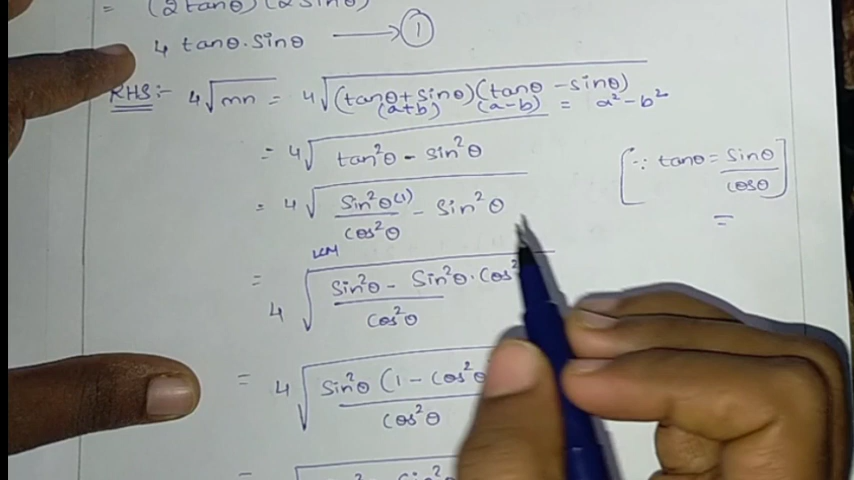 = (2 tanθ) (2 sinθ)
4 tanθ.sinθ ⟶ ①
RHS:- 4√mn = 4√(tanθ+sinθ)(tanθ - sinθ)
(a+b) (a-b) = a²-b²
= 4√tan²θ - sin²θ
[∵ tanθ = sinθ/cosθ]
= 4√sin²θ(1)/cos²θ - sin²θ
=
LCM
= 4√sin²θ - sin²θ.cos²/cos²θ
= 4√sin²θ (1 - cos²θ/cos²θ
=